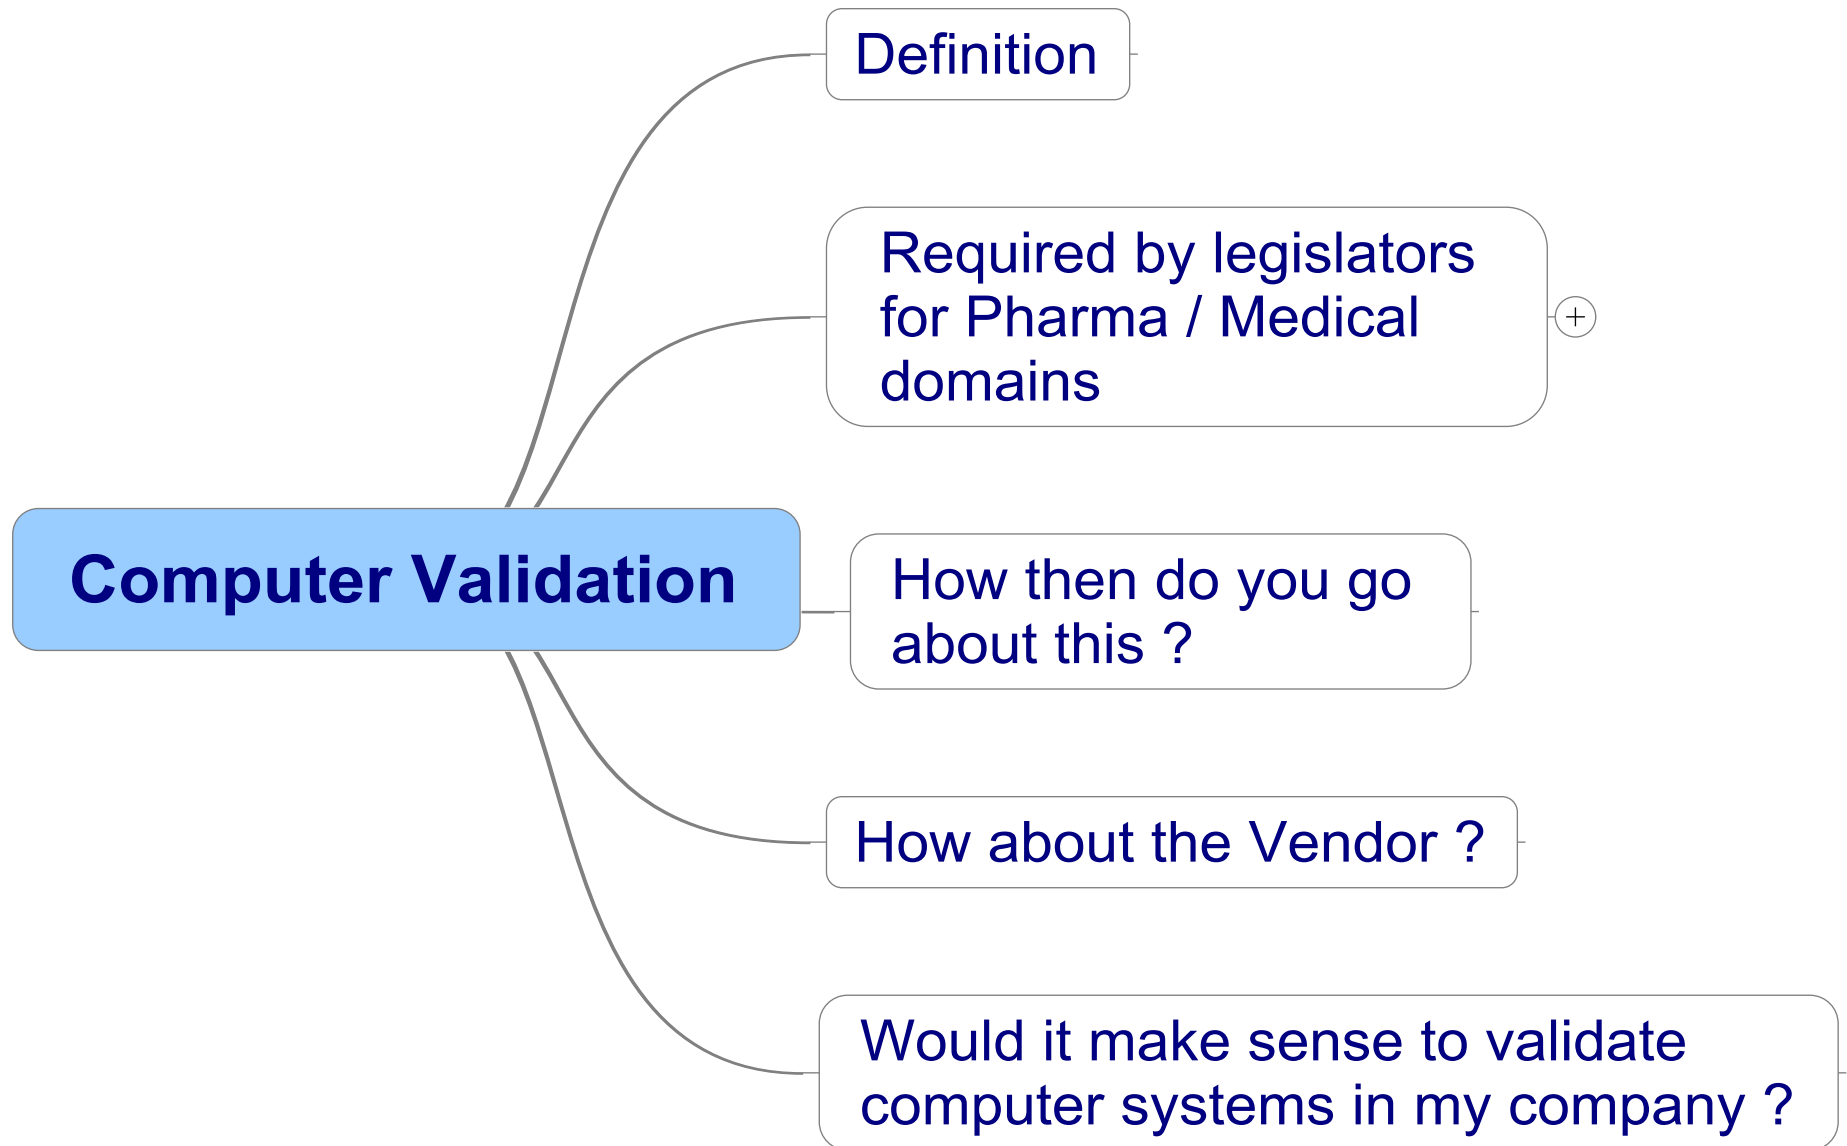 Definition
Required by legislators
for Pharma / Medical
domains
Computer Validation
How then do you go
about this ?
How about the Vendor ?
Would it make sense to validate
computer systems in my company ?